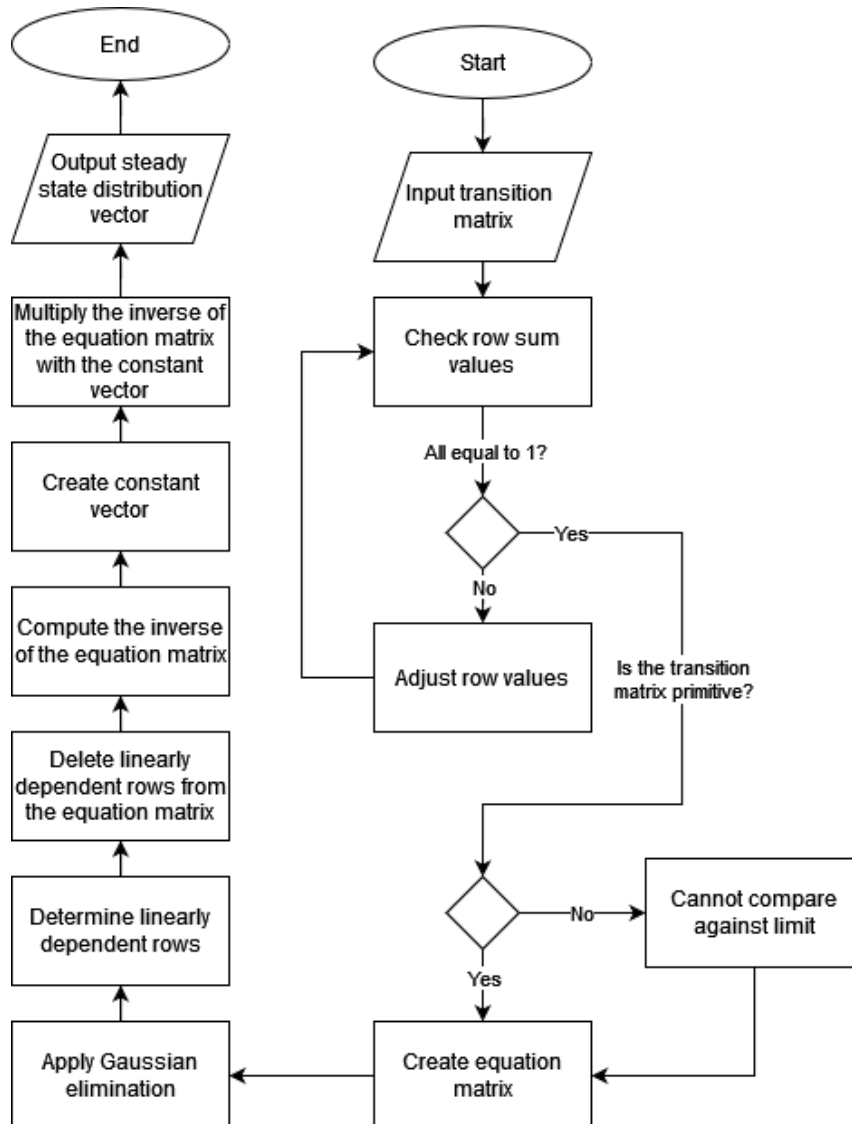 Start
Input transition
matrix
Check row sum
values
All equal to 1?
Yes
No
Adjust row values
Is the transition
matrix primitive?
No
Cannot compare
against limit
Yes
Create equation
matrix
Apply Gaussian
elimination
Determine linearly
dependent rows
Delete linearly
dependent rows from
the equation matrix
Compute the inverse
of the equation matrix
Create constant
vector
Multiply the inverse of
the equation matrix
with the constant
vector
Output steady
state distribution
vector
End